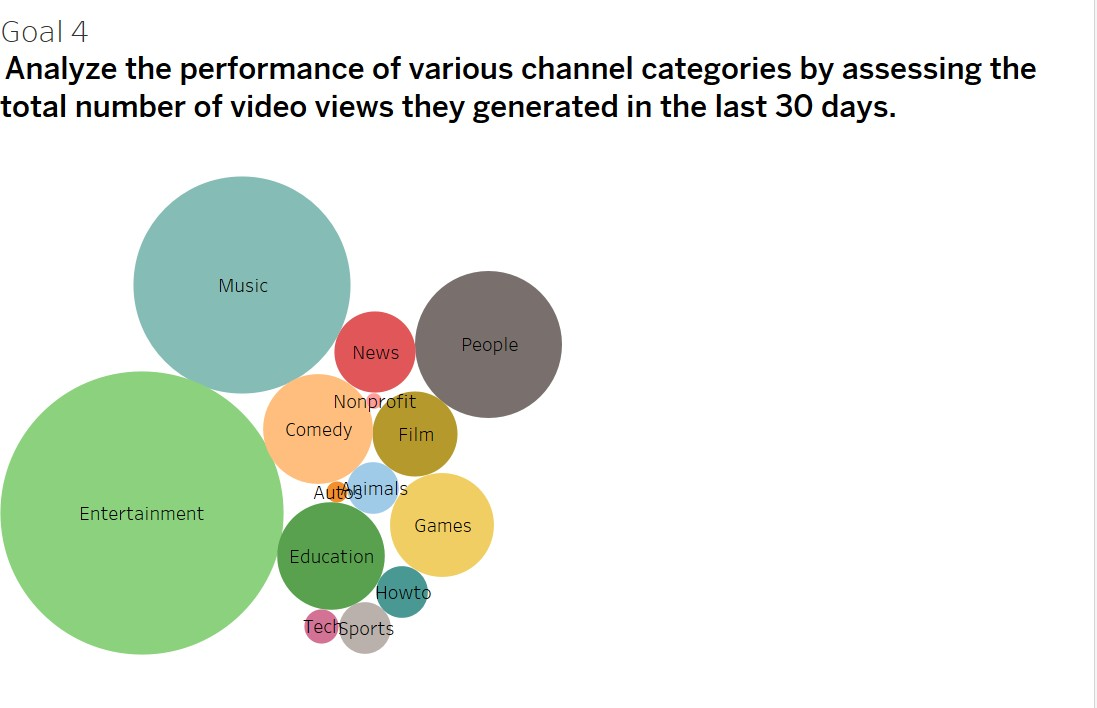 Goal 4
Analyze the performance of various channel categories by assessing the
total number of video views they generated in the last 30 days.
Music
People
News
Nonprofit
Comedy
Film
Autos
Animals
Entertainment
Games
Education
Howto
Tech
Sports